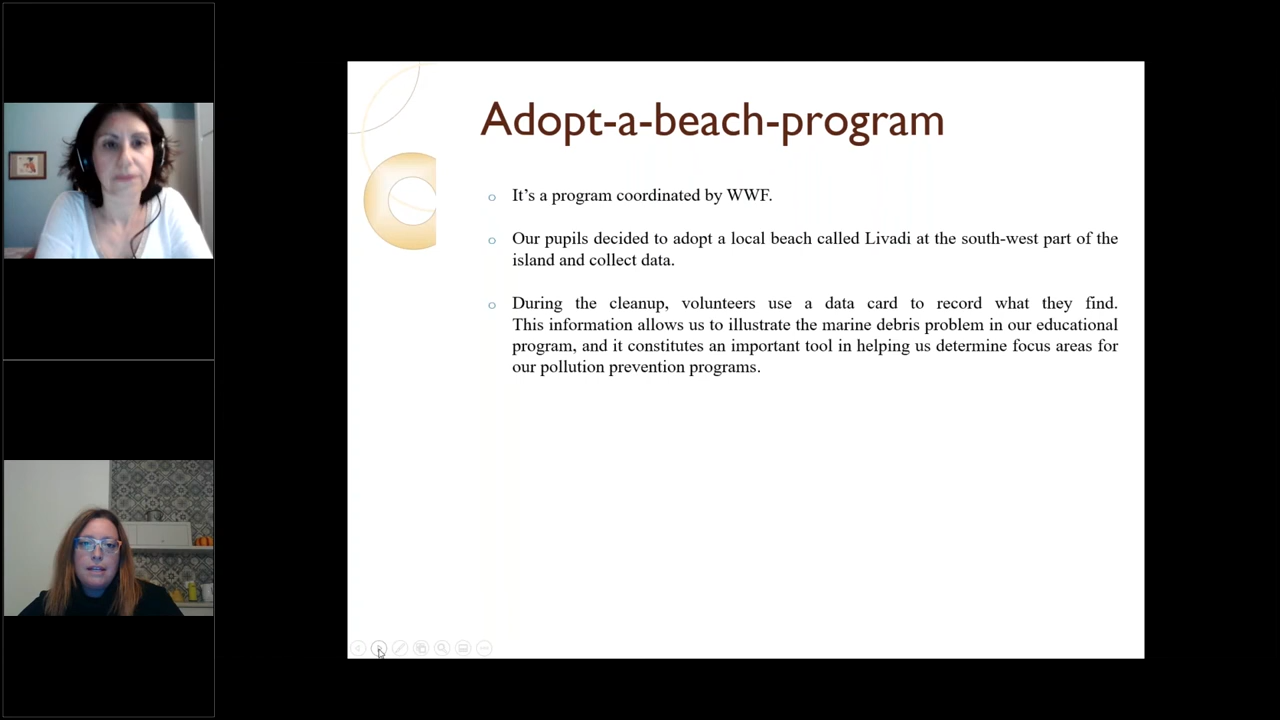 Adopt-a-beach-program
It’s a program coordinated by WWF.
Our pupils decided to adopt a local beach called Livadi at the south-west part of the
island and collect data.
During the cleanup, volunteers use a data card to record what they find.
This information allows us to illustrate the marine debris problem in our educational
program, and it constitutes an important tool in helping us determine focus areas for
our pollution prevention programs.